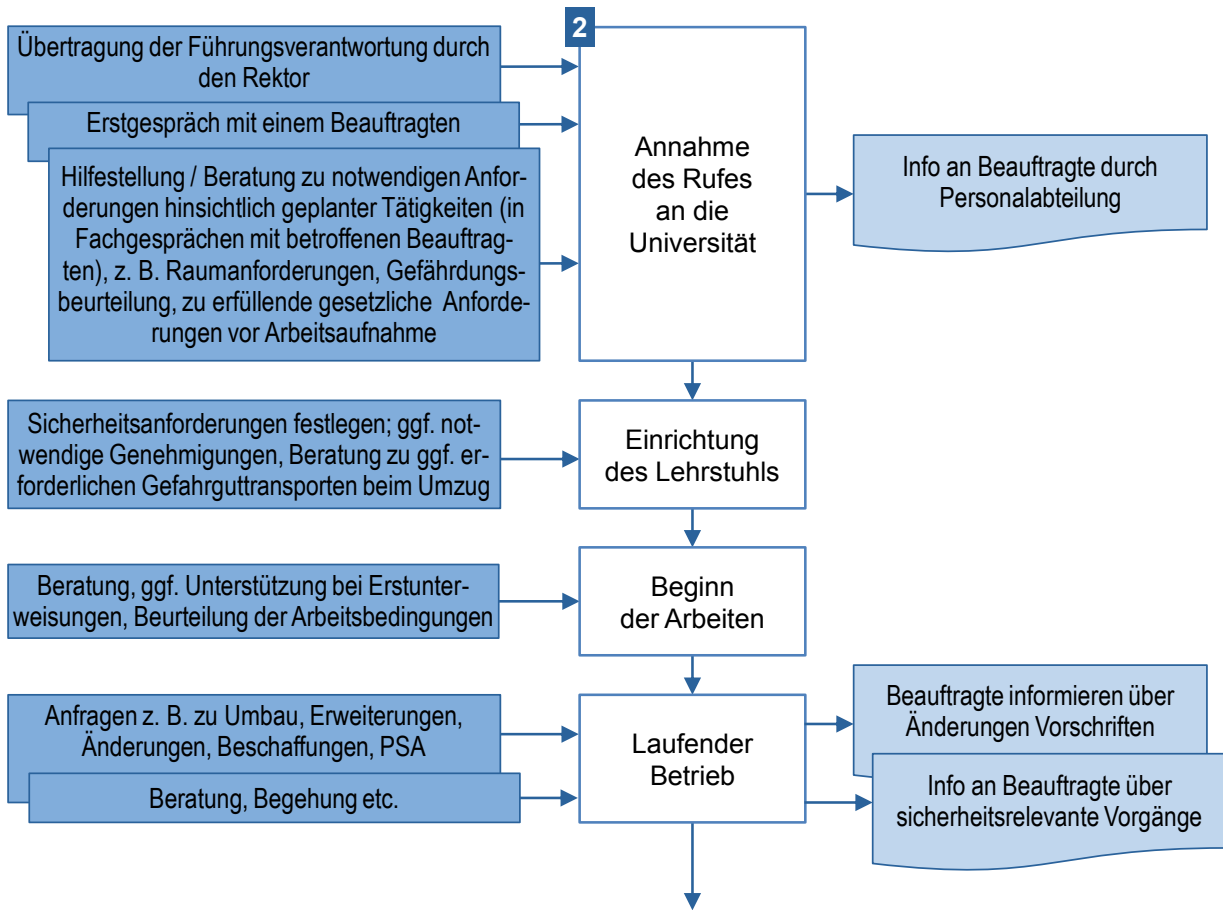 2
Übertragung der Führungsverantwortung durch
den Rektor
Erstgespräch mit einem Beauftragten
Hilfestellung / Beratung zu notwendigen Anfor-
derungen hinsichtlich geplanter Tätigkeiten (in
Fachgesprächen mit betroffenen Beauftrag-
ten), z. B. Raumanforderungen, Gefährdungs-
beurteilung, zu erfüllende gesetzliche Anforde-
rungen vor Arbeitsaufnahme
Annahme
des Rufes
an die
Universität
Info an Beauftragte durch
Personalabteilung
Sicherheitsanforderungen festlegen; ggf. not-
wendige Genehmigungen, Beratung zu ggf. er-
forderlichen Gefahrguttransporten beim Umzug
Einrichtung
des Lehrstuhls
Beratung, ggf. Unterstützung bei Erstunter-
weisungen, Beurteilung der Arbeitsbedingungen
Beginn
der Arbeiten
Anfragen z. B. zu Umbau, Erweiterungen,
Änderungen, Beschaffungen, PSA
Beratung, Begehung etc.
Laufender
Betrieb
Beauftragte informieren über
Änderungen Vorschriften
Info an Beauftragte über
sicherheitsrelevante Vorgänge